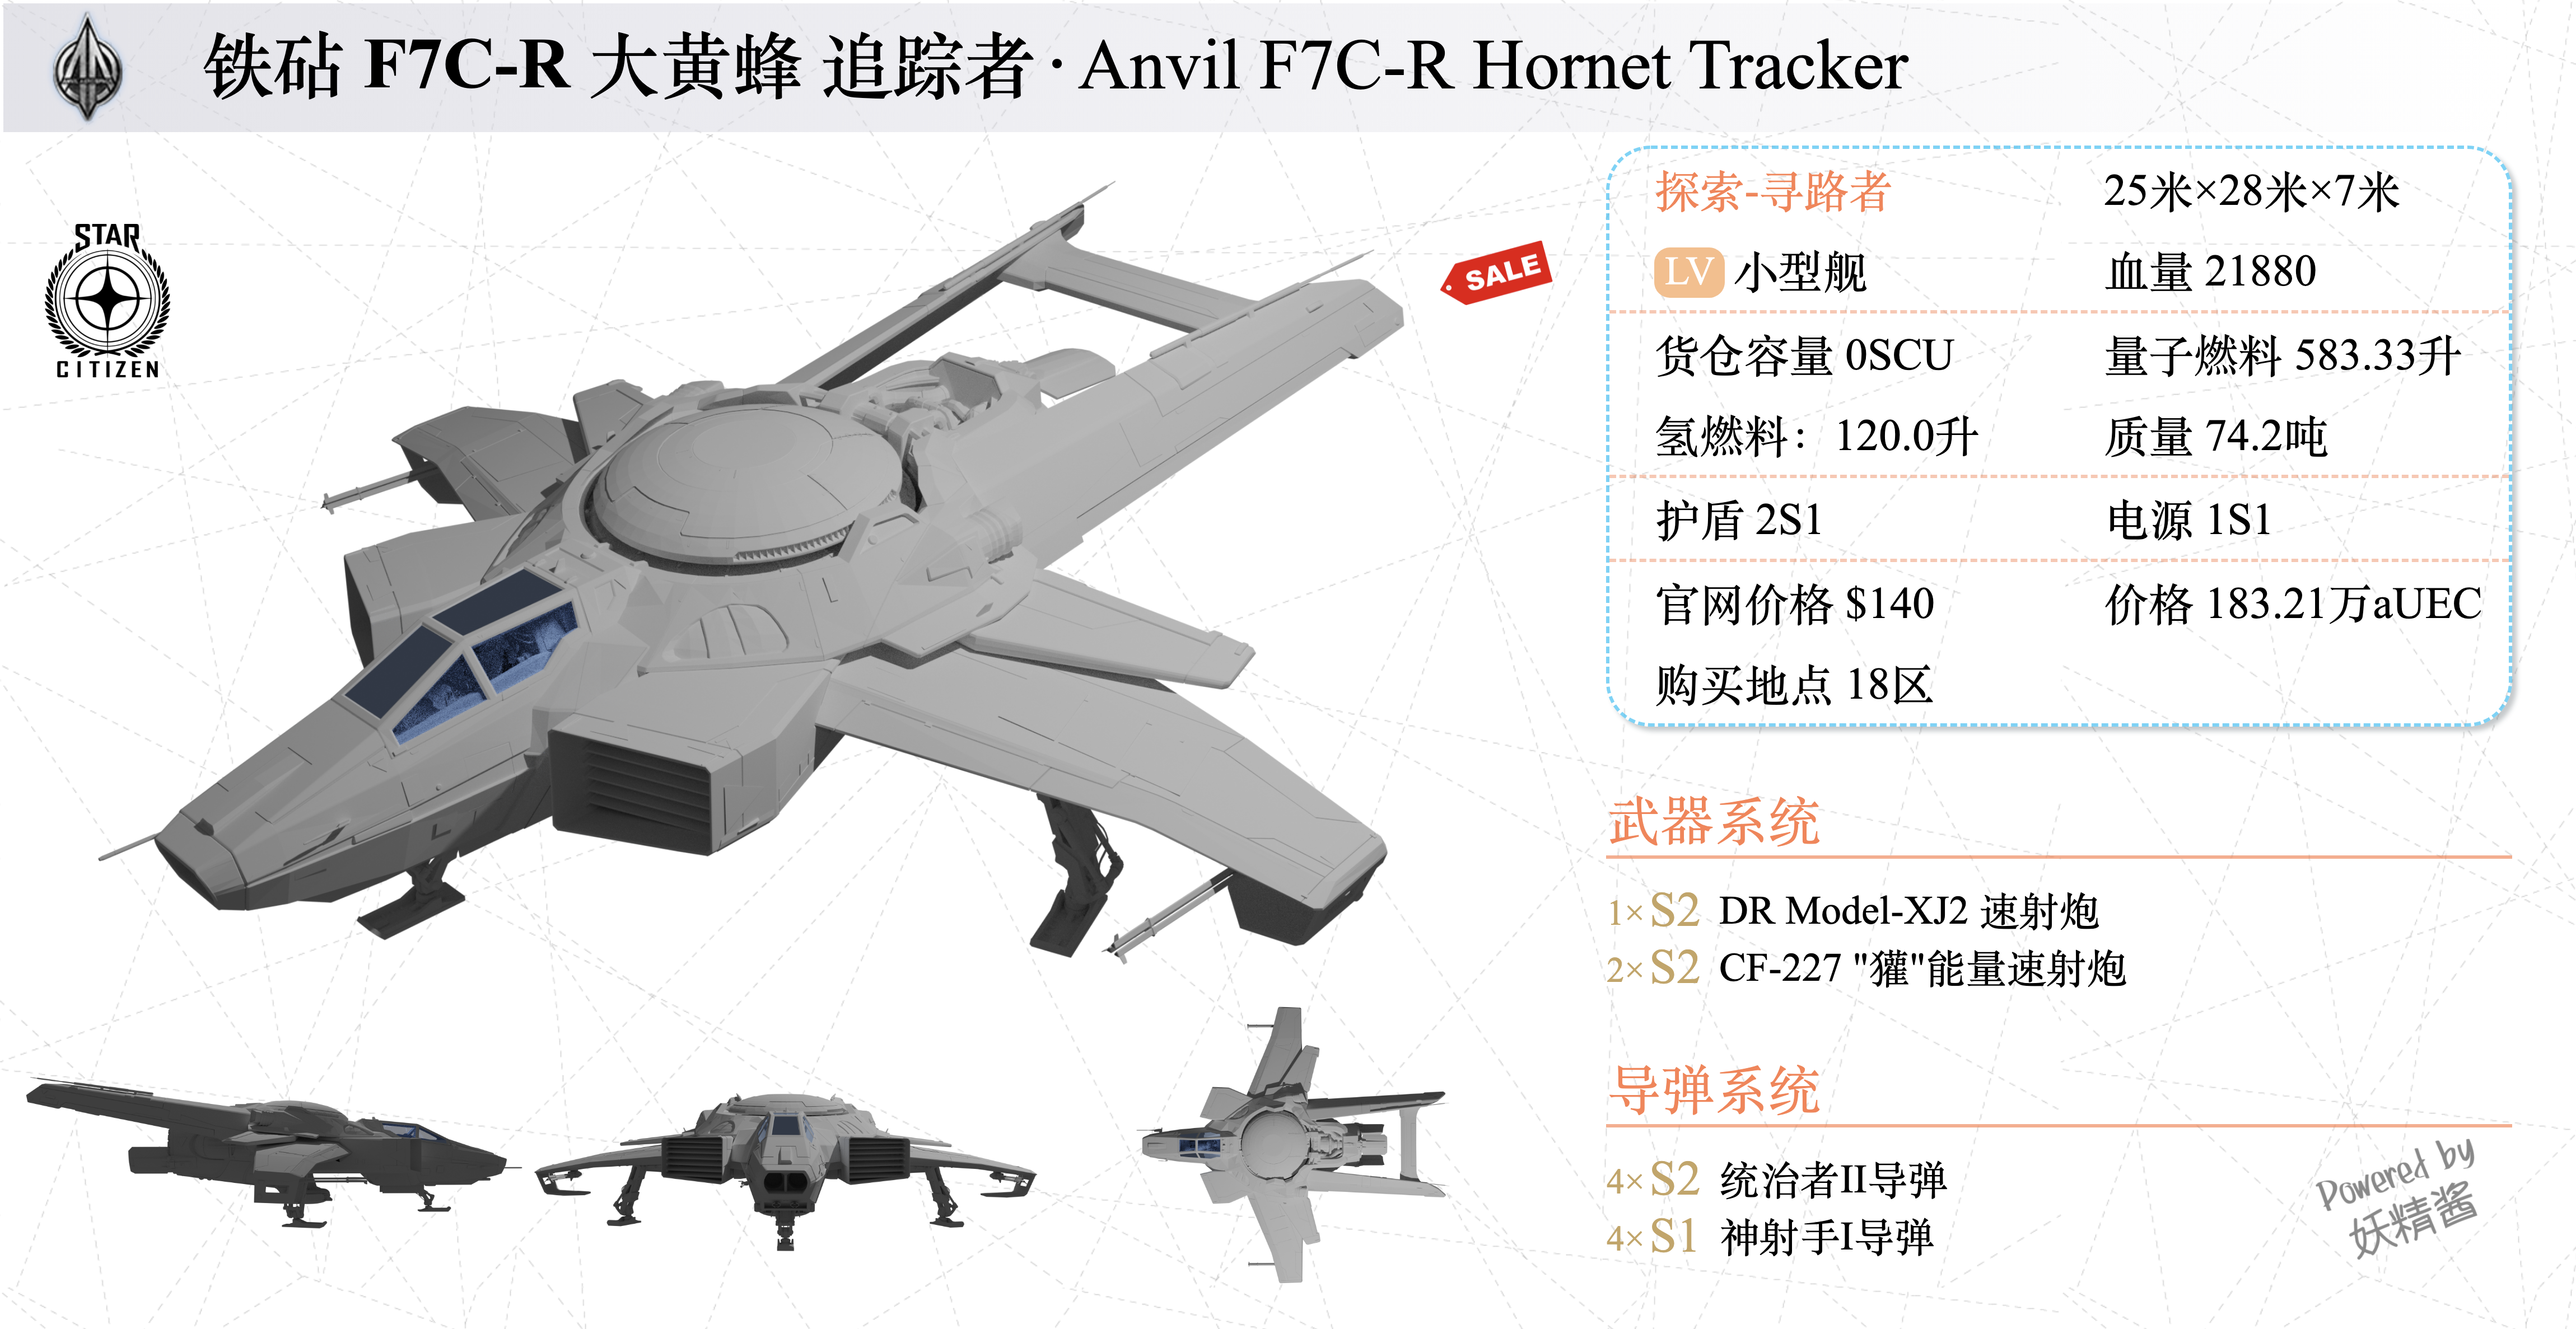 铁砧 F7C-R 大黄蜂 追踪者·Anvil F7C-R Hornet Tracker
STAR
CITIZEN
SALE
探索-寻路者 25米×28米×7米
LV 小型舰 血量 21880
货仓容量 0SCU 量子燃料 583.33升
氢燃料：120.0升 质量 74.2吨
护盾 2S1 电源 1S1
官网价格 $140 价格 183.21万aUEC
购买地点 18区
武器系统
1× S2 DR Model-XJ2 速射炮
2× S2 CF-227 "獾"能量速射炮
导弹系统
4× S2 统治者II导弹
4× S1 神射手I导弹
Powered by
妖精酱